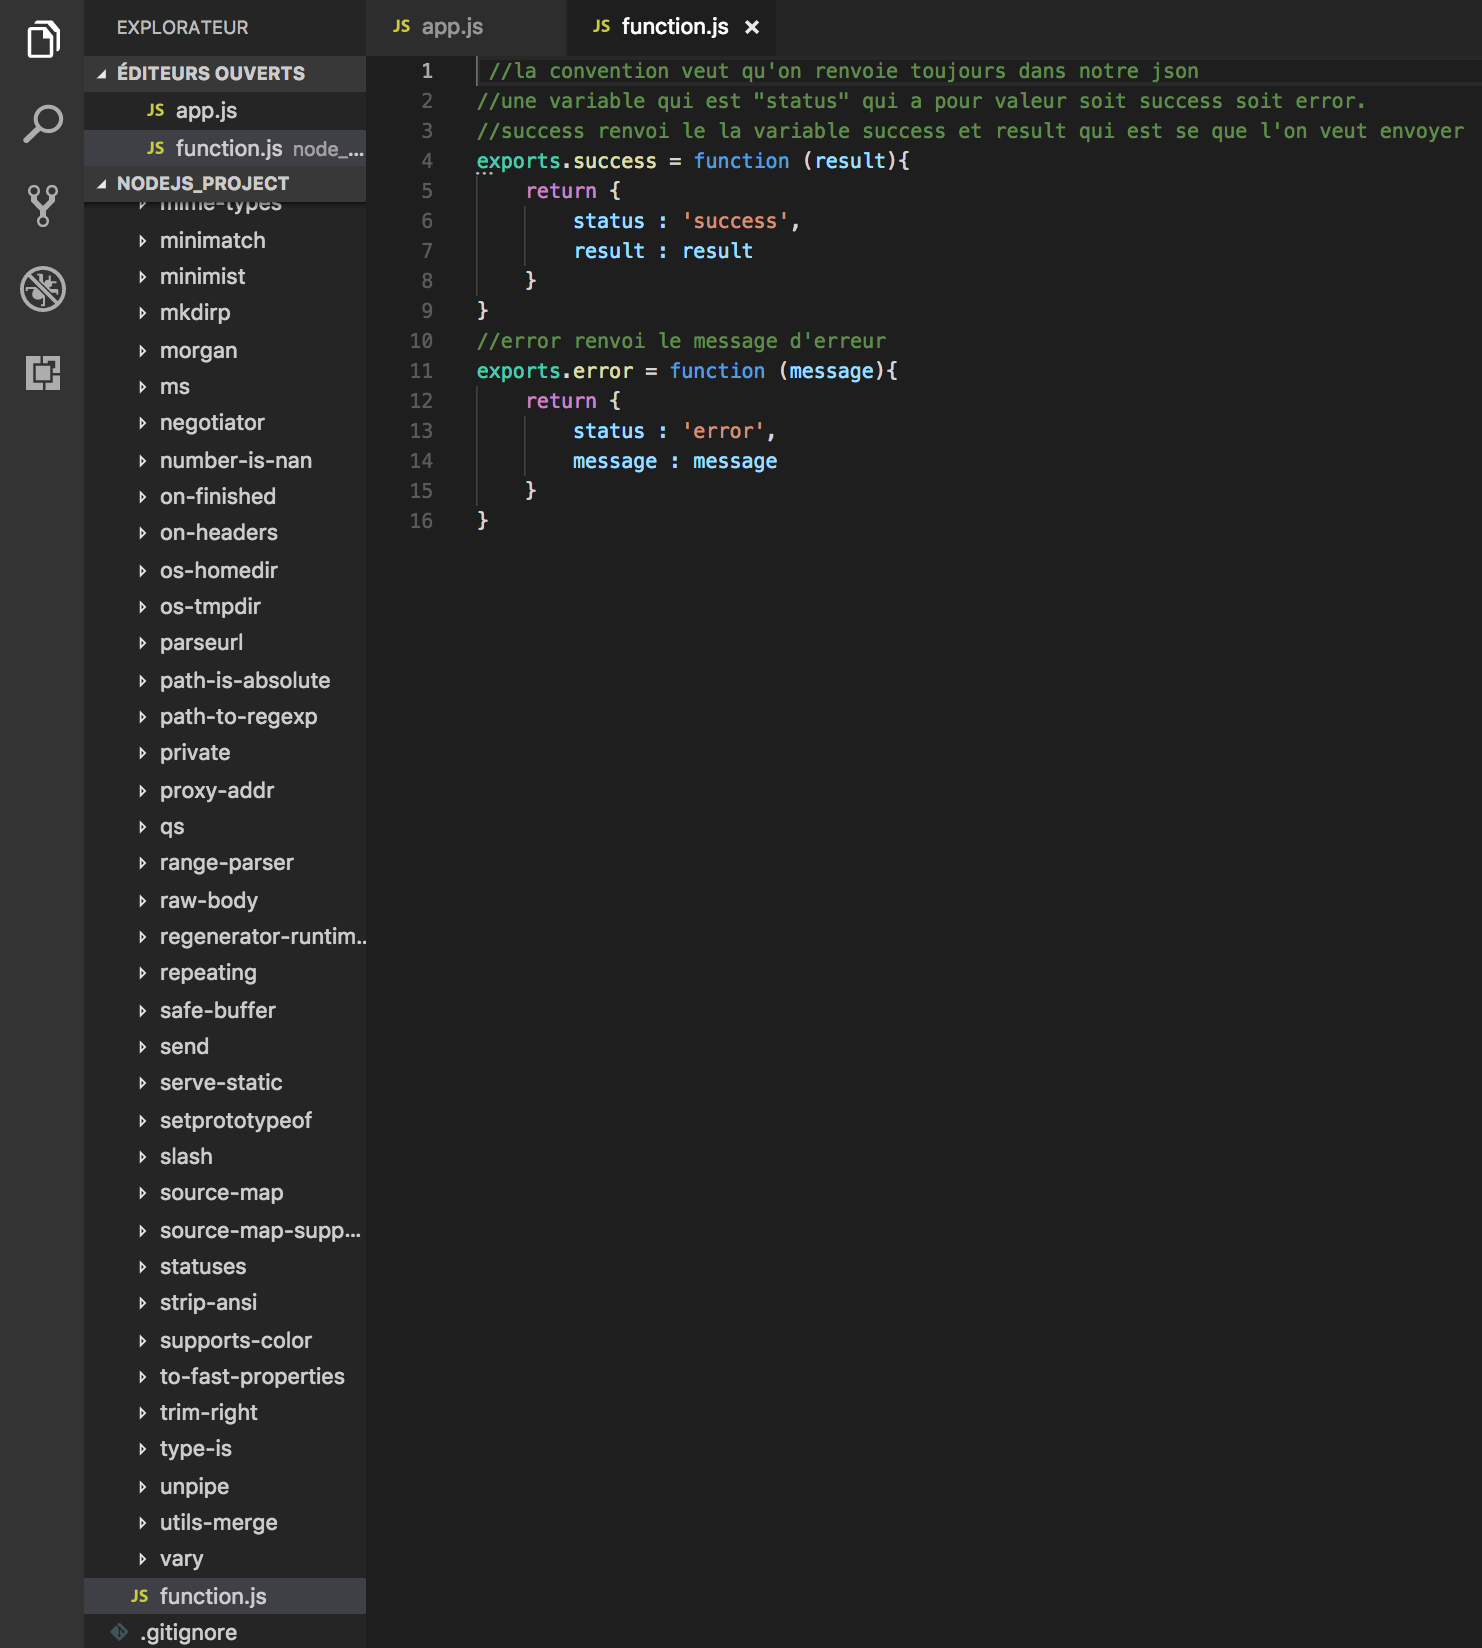 EXPLORATEUR
ÉDITEURS OUVERTS
JS app.js
JS function.js node_...
NODEJS_PROJECT
mime-types
minimatch
minimist
mkdirp
morgan
ms
negotiator
number-is-nan
on-finished
on-headers
os-homedir
os-tmpdir
parseurl
path-is-absolute
path-to-regexp
private
proxy-addr
qs
range-parser
raw-body
regenerator-runtim...
repeating
safe-buffer
send
serve-static
setprototypeof
slash
source-map
source-map-supp...
statuses
strip-ansi
supports-color
to-fast-properties
trim-right
type-is
unpipe
utils-merge
vary
JS function.js
.gitignore
JS app.js JS function.js ×
1 //la convention veut qu'on renvoie toujours dans notre json
2 //une variable qui est "status" qui a pour valeur soit success soit error.
3 //success renvoi le la variable success et result qui est se que l'on veut envoyer
4 exports.success = function (result){
5 return {
6 status : 'success',
7 result : result
8 }
9 }
10 //error renvoi le message d'erreur
11 exports.error = function (message){
12 return {
13 status : 'error',
14 message : message
15 }
16 }